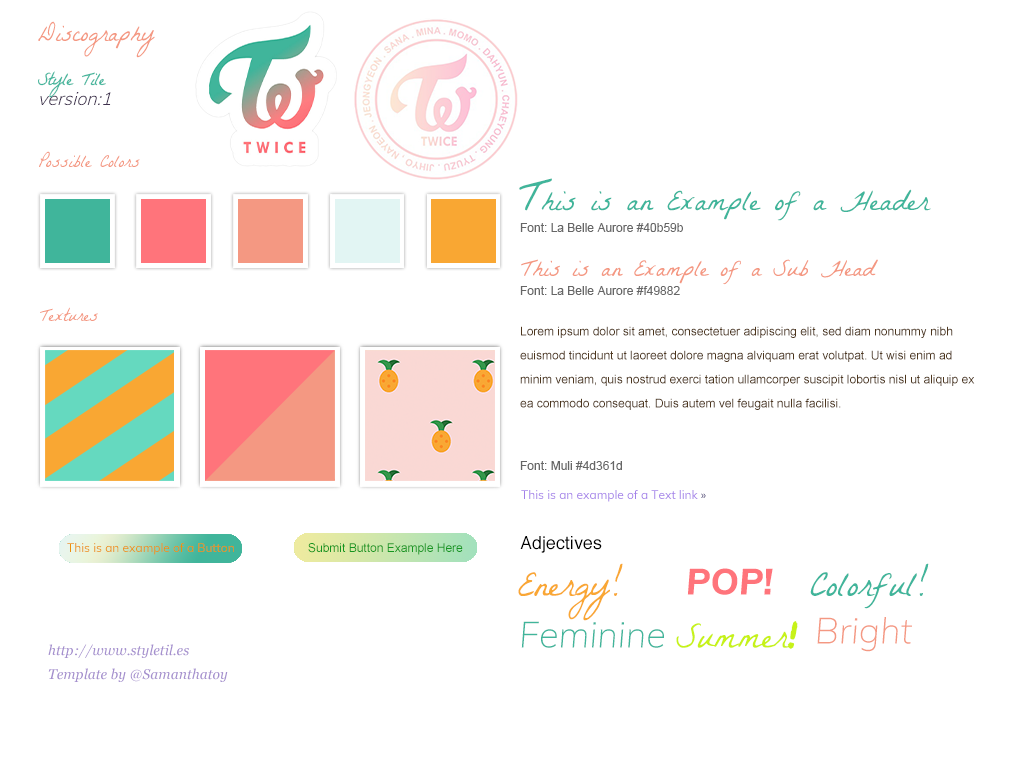 Discography
Style Tile
version:1
TWICE
NAYEON . JEONGYEON . SANA . MINA . MOMO . DAHYUN . CHAEYOUNG . TYUZU . JIHYO .
TWICE
Possible Colors
Textures
This is an example of a Button
Submit Button Example Here
http://www.styletil.es
Template by @Samanthatoy
This is an Example of a Header
Font: La Belle Aurore #40b59b
This is an Example of a Sub Head
Font: La Belle Aurore #f49882
Lorem ipsum dolor sit amet, consectetuer adipiscing elit, sed diam nonummy nibh
euismod tincidunt ut laoreet dolore magna alviquam erat volutpat. Ut wisi enim ad
minim veniam, quis nostrud exerci tation ullamcorper suscipit lobortis nisl ut aliquip ex
ea commodo consequat. Duis autem vel feugait nulla facilisi.
Font: Muli #4d361d
This is an example of a Text link »
Adjectives
Energy! POP! Colorful!
Feminine Summer! Bright